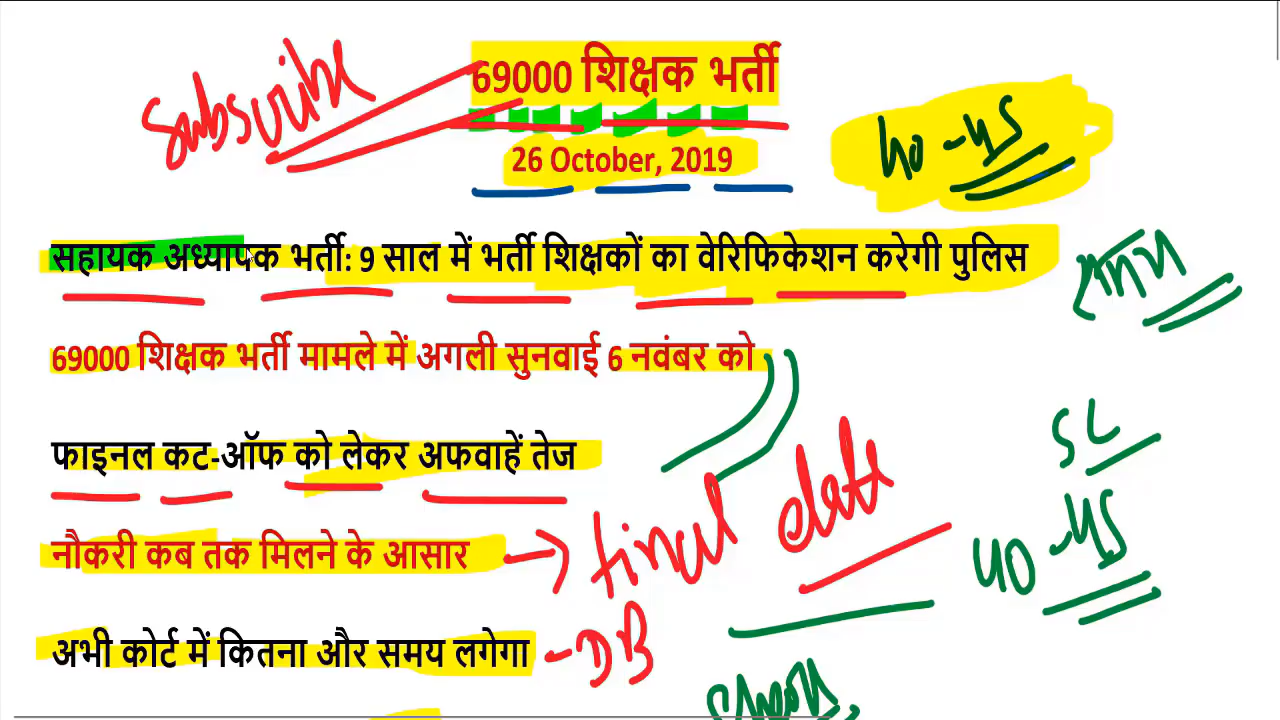 Subscribe
69000 शिक्षक भर्ती
26 October, 2019
40-45
सहायक अध्यापक भर्ती: 9 साल में भर्ती शिक्षकों का वेरिफिकेशन करेगी पुलिस
69000 शिक्षक भर्ती मामले में अगली सुनवाई 6 नवंबर को
फाइनल कट-ऑफ को लेकर अफवाहें तेज
SC
40-45
नौकरी कब तक मिलने के आसार
final date
अभी कोर्ट में कितना और समय लगेगा
-DB